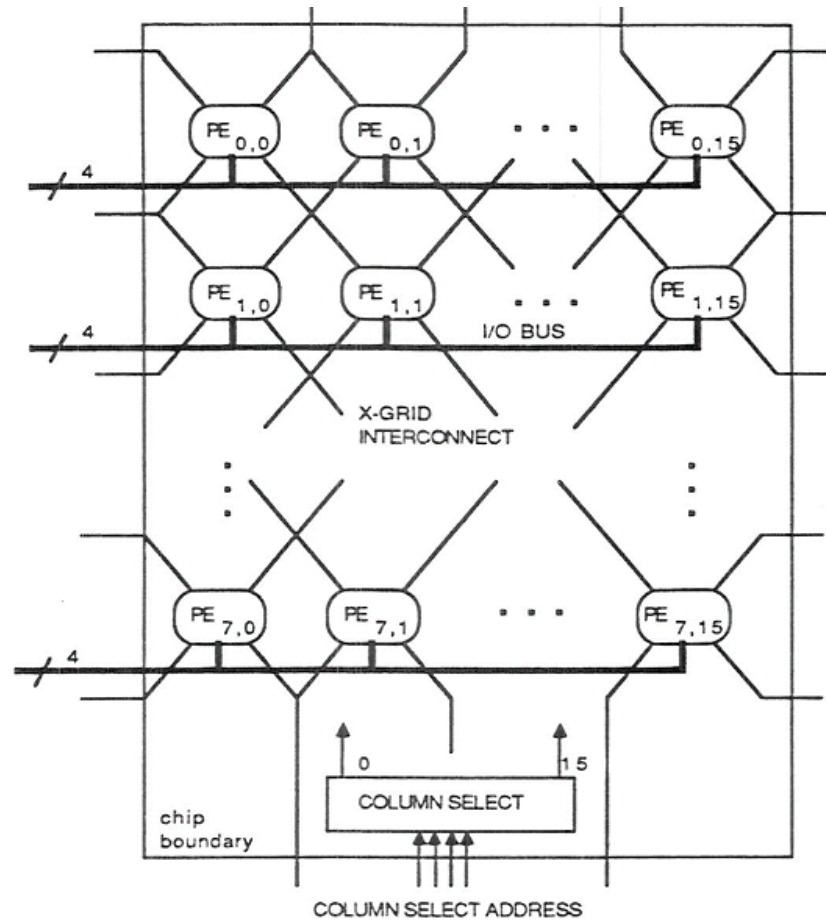 PE 0,0 PE 0,1 PE 0,15
4
PE 1,0 PE 1,1 PE 1,15
4 I/O BUS
X-GRID
INTERCONNECT
PE 7,0 PE 7,1 PE 7,15
4
0 15
COLUMN SELECT
chip
boundary
COLUMN SELECT ADDRESS